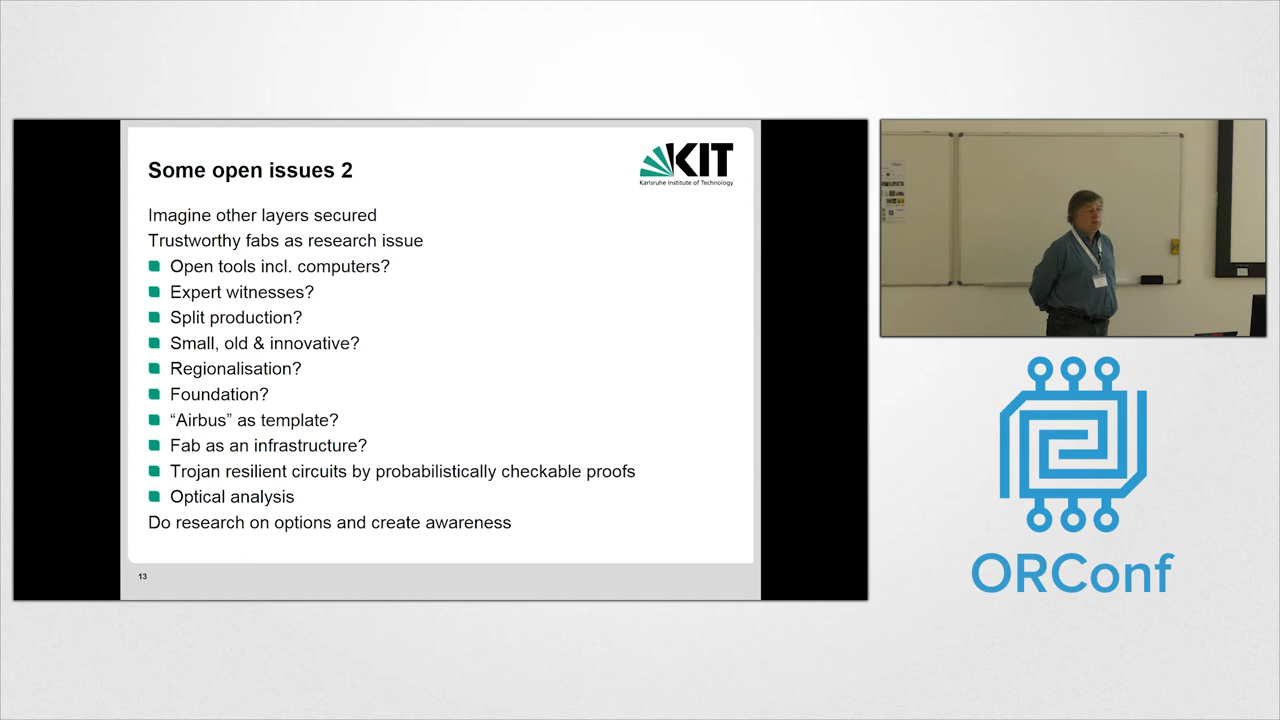 Some open issues 2
KIT
Karlsruhe Institute of Technology
Imagine other layers secured
Trustworthy fabs as research issue
Open tools incl. computers?
Expert witnesses?
Split production?
Small, old & innovative?
Regionalisation?
Foundation?
“Airbus” as template?
Fab as an infrastructure?
Trojan resilient circuits by probabilistically checkable proofs
Optical analysis
Do research on options and create awareness
13
ORConf